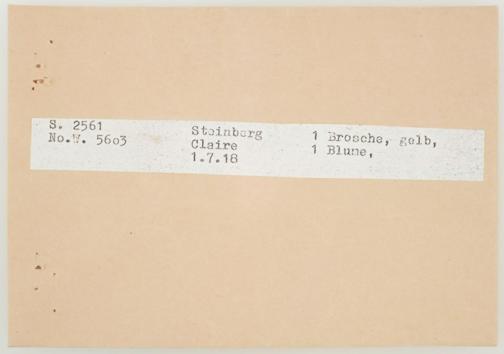 S. 2561
No.W. 5603
Steinberg
Claire
1.7.18
1 Brosche, gelb,
1 Blume,